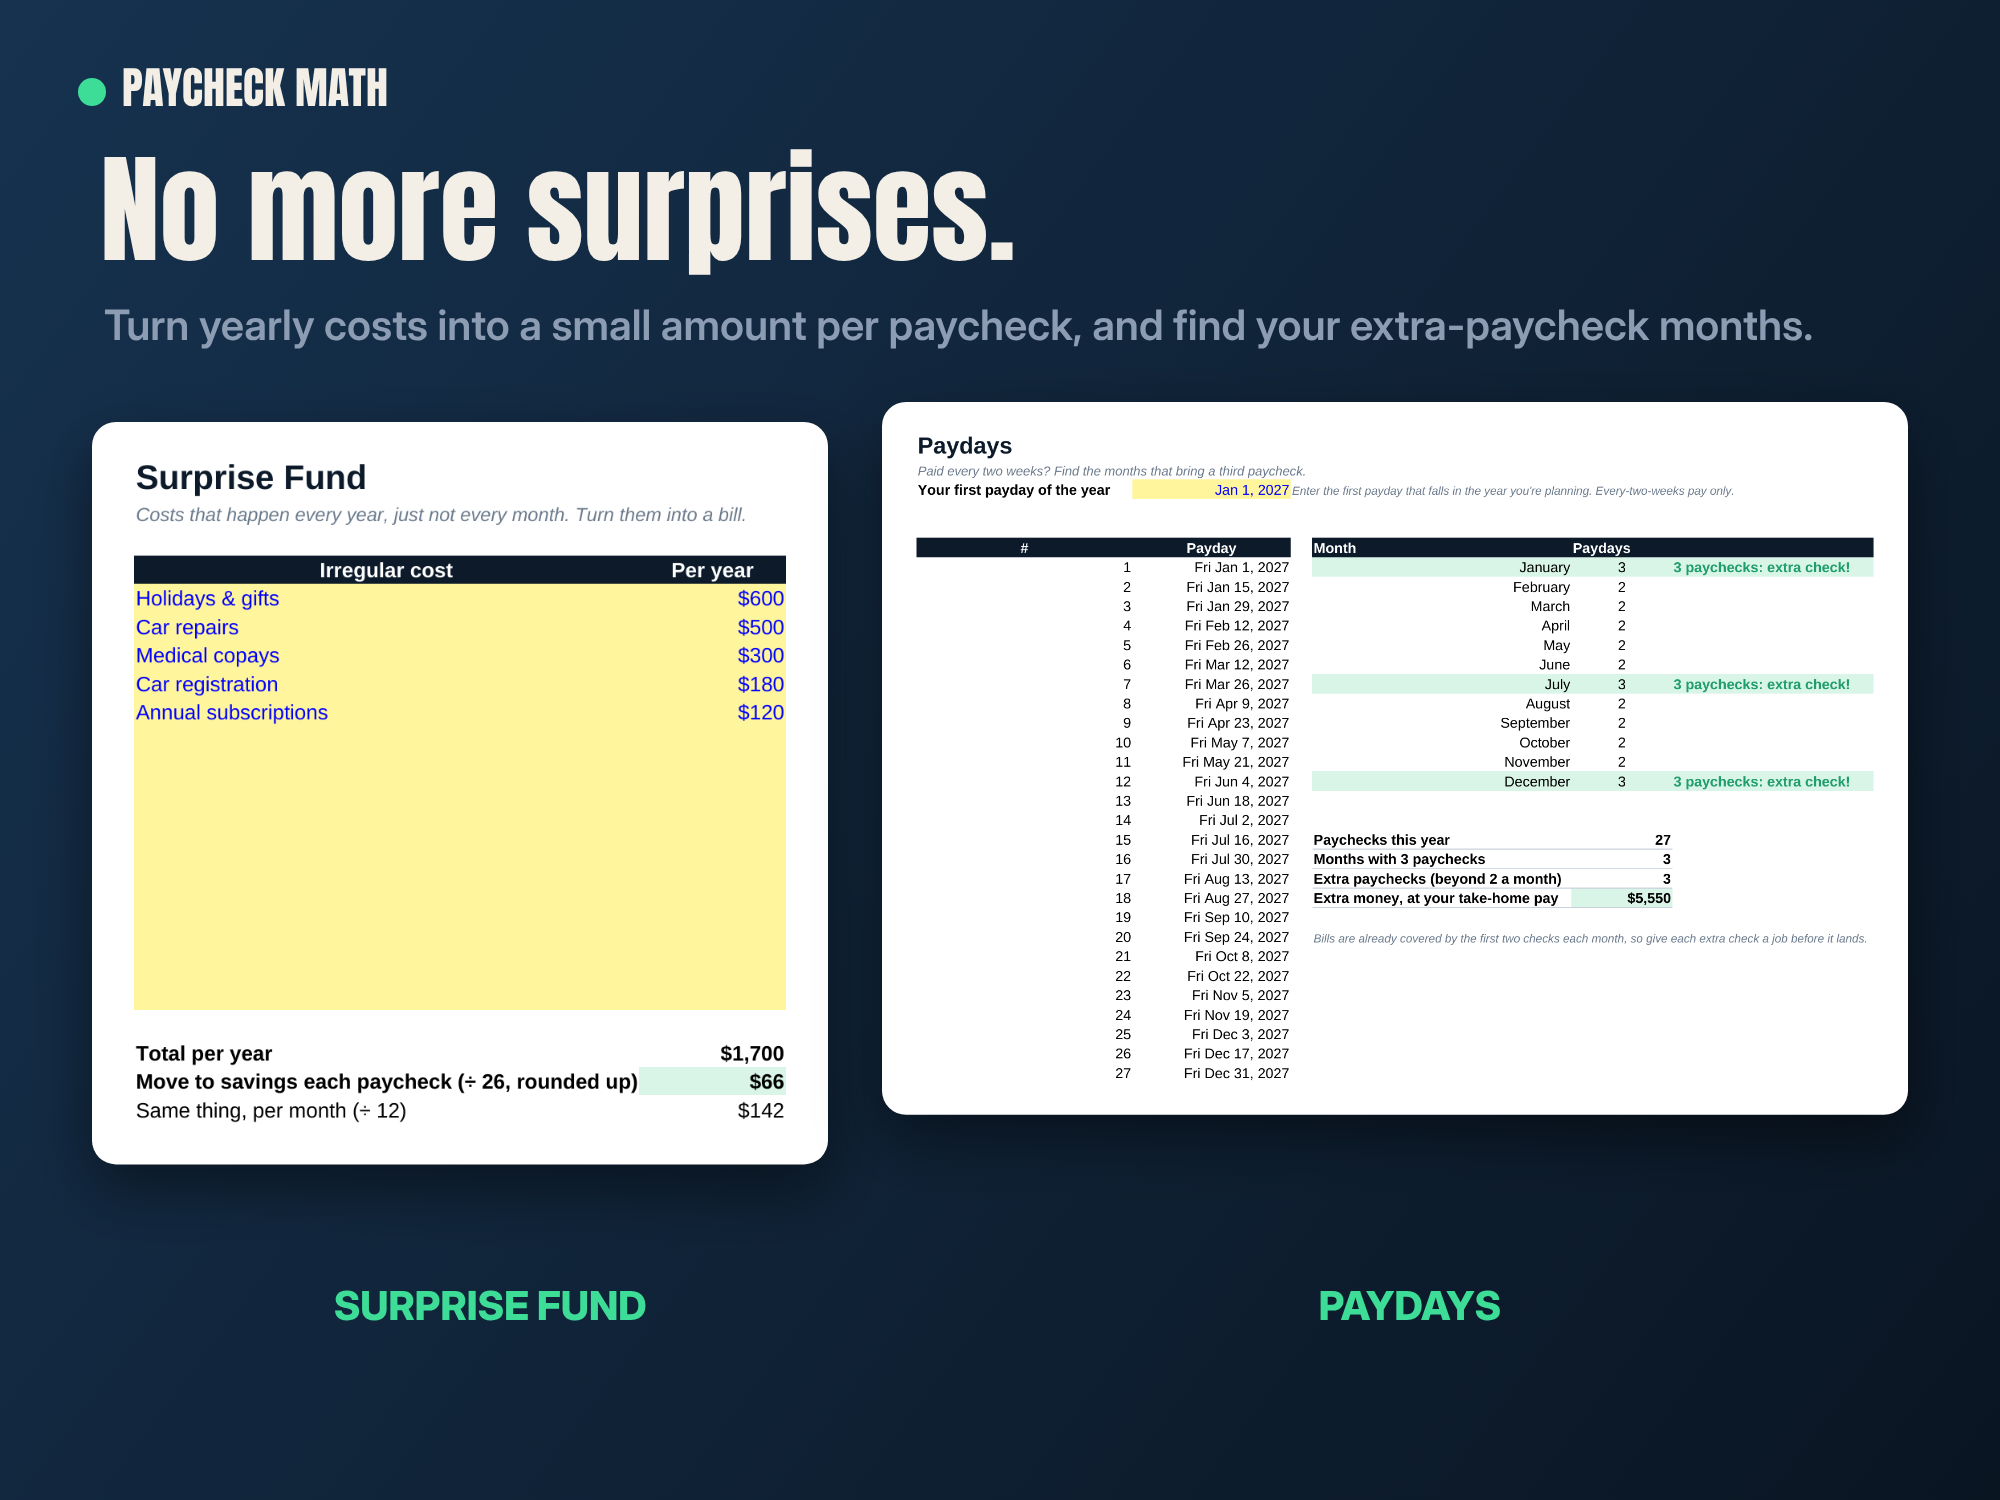 PAYCHECK MATH
No more surprises.
Turn yearly costs into a small amount per paycheck, and find your extra-paycheck months.
Surprise Fund
Costs that happen every year, just not every month. Turn them into a bill.
Irregular cost Per year
Holidays & gifts $600
Car repairs $500
Medical copays $300
Car registration $180
Annual subscriptions $120
Total per year $1,700
Move to savings each paycheck (÷ 26, rounded up) $66
Same thing, per month (÷ 12) $142
Paydays
Paid every two weeks? Find the months that bring a third paycheck.
Your first payday of the year Jan 1, 2027 Enter the first payday that falls in the year you're planning. Every-two-weeks pay only.
# Payday
1 Fri Jan 1, 2027
2 Fri Jan 15, 2027
3 Fri Jan 29, 2027
4 Fri Feb 12, 2027
5 Fri Feb 26, 2027
6 Fri Mar 12, 2027
7 Fri Mar 26, 2027
8 Fri Apr 9, 2027
9 Fri Apr 23, 2027
10 Fri May 7, 2027
11 Fri May 21, 2027
12 Fri Jun 4, 2027
13 Fri Jun 18, 2027
14 Fri Jul 2, 2027
15 Fri Jul 16, 2027
16 Fri Jul 30, 2027
17 Fri Aug 13, 2027
18 Fri Aug 27, 2027
19 Fri Sep 10, 2027
20 Fri Sep 24, 2027
21 Fri Oct 8, 2027
22 Fri Oct 22, 2027
23 Fri Nov 5, 2027
24 Fri Nov 19, 2027
25 Fri Dec 3, 2027
26 Fri Dec 17, 2027
27 Fri Dec 31, 2027
Month Paydays
January 3 3 paychecks: extra check!
February 2
March 2
April 2
May 2
June 2
July 3 3 paychecks: extra check!
August 2
September 2
October 2
November 2
December 3 3 paychecks: extra check!
Paychecks this year 27
Months with 3 paychecks 3
Extra paychecks (beyond 2 a month) 3
Extra money, at your take-home pay $5,550
Bills are already covered by the first two checks each month, so give each extra check a job before it lands.
SURPRISE FUND
PAYDAYS